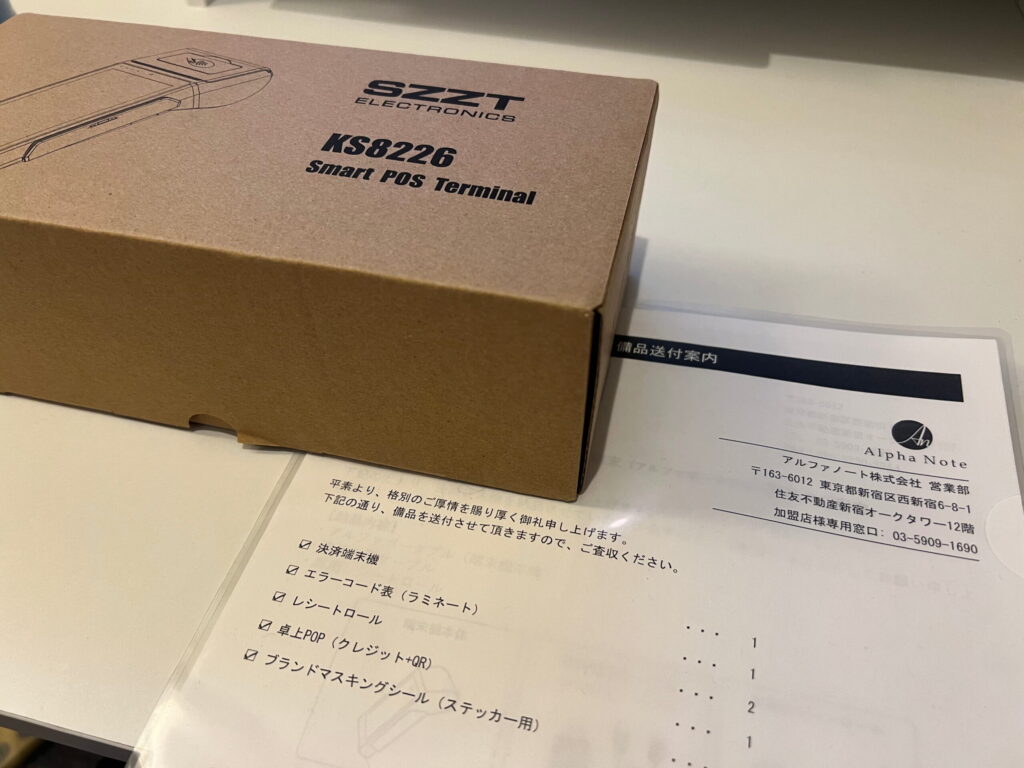 SZZT
ELECTRONICS
KS8226
Smart POS Terminal
備品送付案内
An
Alpha Note
アルファノート株式会社 営業部
〒163-6012 東京都新宿区西新宿6-8-1
住友不動産新宿オークタワー12階
加盟店様専用窓口: 03-5909-1690
平素より、格別のご厚情を賜り厚く御礼申し上げます。
下記の通り、備品を送付させて頂きますので、ご査収ください。
☑ 決済端末機 ・・・ 1
☑ エラーコード表（ラミネート） ・・・ 1
☑ レシートロール ・・・ 2
☑ 卓上POP（クレジット+QR） ・・・ 1
☑ ブランドマスキングシール（ステッカー用） ・・・